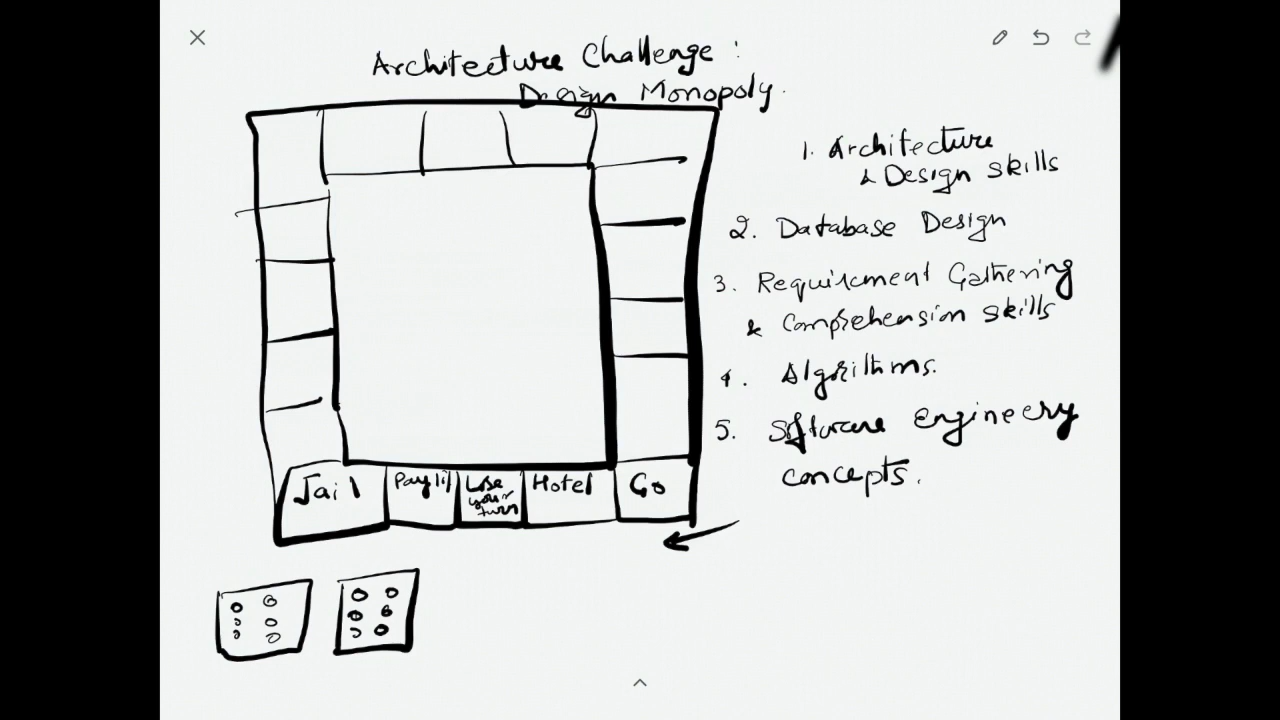 Architecture Challenge :
Design Monopoly.
1. Architecture
& Design skills
2. Database Design
3. Requirement Gathering
& Comprehension skills
4. Algorithms.
5. Software
concepts.
Jail
Pay
Lose
your
turn
Hotel
Go